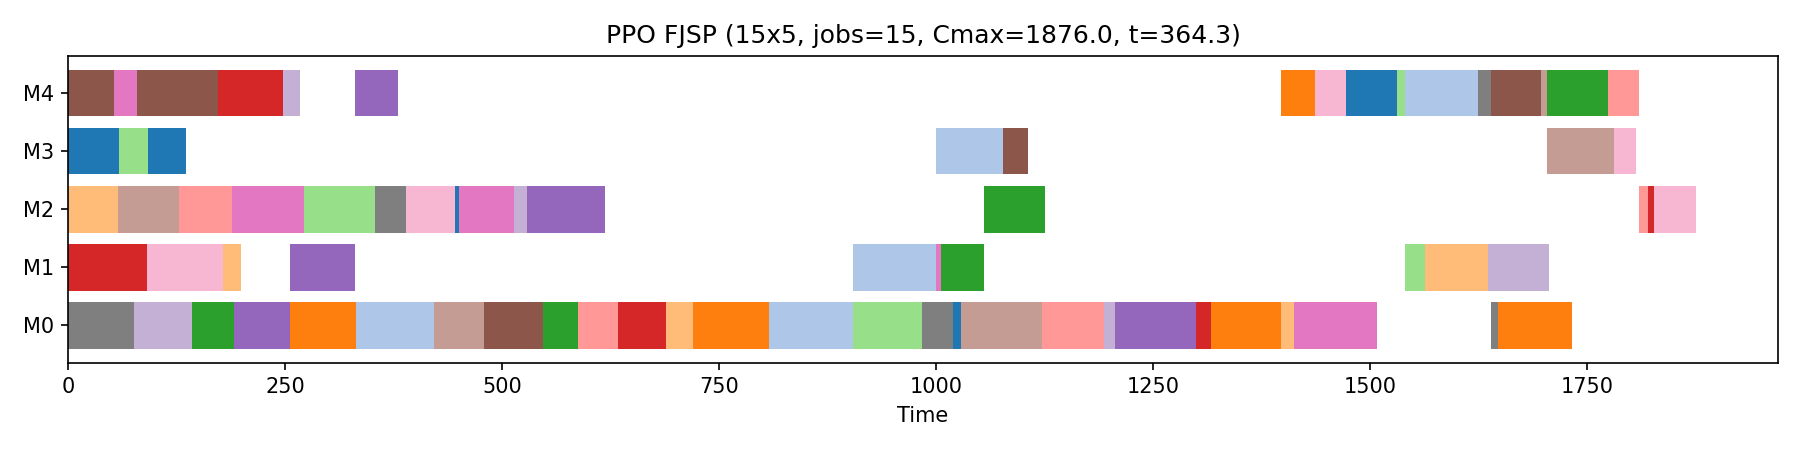 PPO FJSP (15x5, jobs=15, Cmax=1876.0, t=364.3)
M4
M3
M2
M1
M0
0 250 500 750 1000 1250 1500 1750
Time